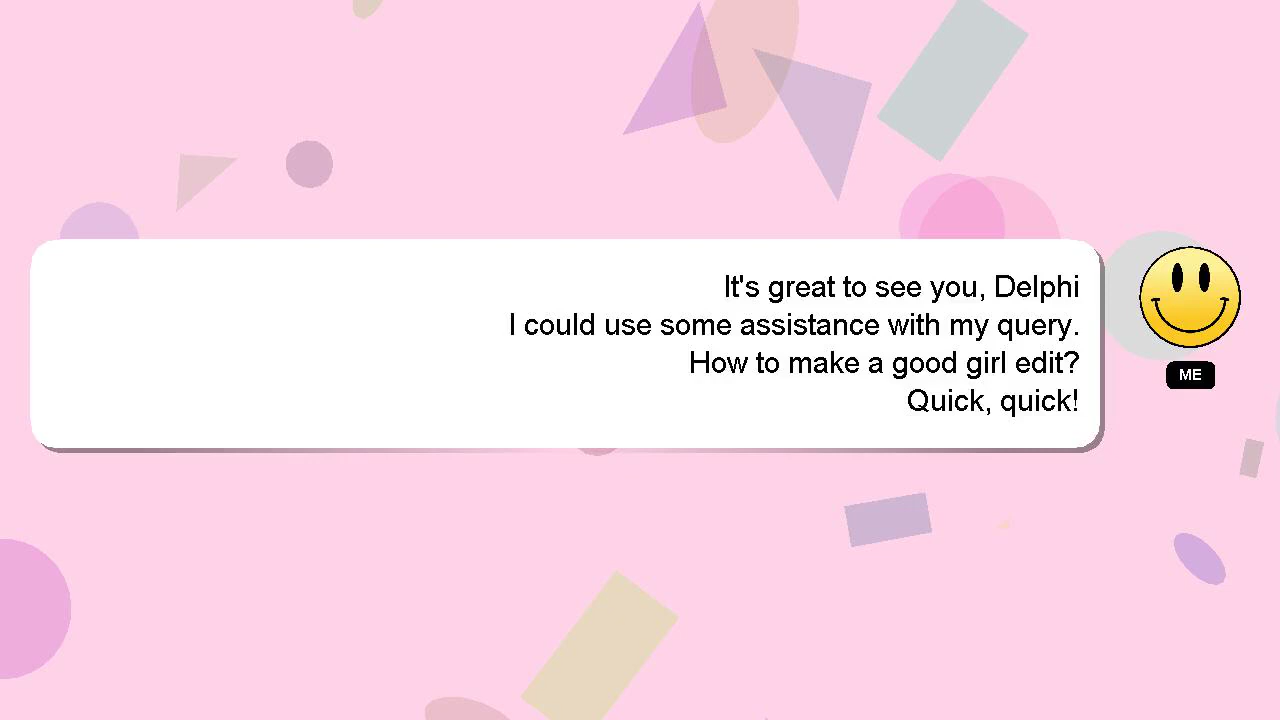 It's great to see you, Delphi
I could use some assistance with my query.
How to make a good girl edit?
Quick, quick!
ME